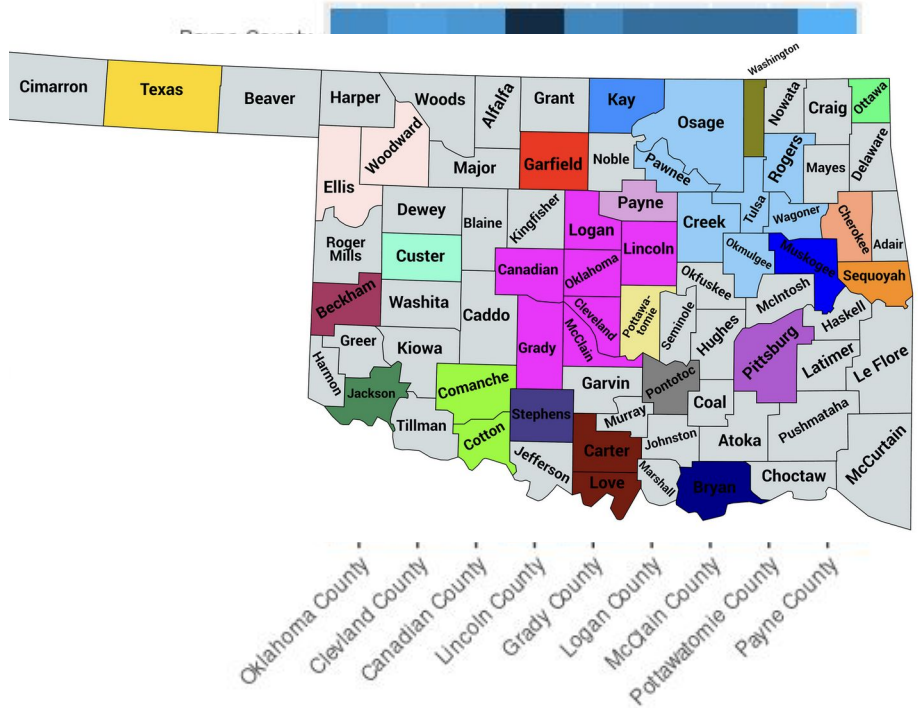 Washington
Cimarron
Texas
Beaver
Harper
Woods
Alfalfa
Grant
Kay
Osage
Nowata
Craig
Ottawa
Woodward
Major
Garfield
Noble
Pawnee
Rogers
Mayes
Delaware
Ellis
Dewey
Blaine
Kingfisher
Logan
Payne
Lincoln
Creek
Tulsa
Wagoner
Cherokee
Adair
Roger
Mills
Custer
Canadian
Oklahoma
Okmulgee
Muskogee
Sequoyah
Okfuskee
McIntosh
Haskell
Beckham
Washita
Caddo
Grady
Cleveland
McClain
Pottawa-
tomie
Seminole
Hughes
Pittsburg
Latimer
Le Flore
Greer
Kiowa
Harmon
Jackson
Comanche
Garvin
Pontotoc
Coal
Stephens
Murray
Pushmataha
Tillman
Cotton
Carter
Johnston
Atoka
McCurtain
Jefferson
Love
Marshall
Bryan
Choctaw
Oklahoma County
Clevland County
Canadian County
Lincoln County
Grady County
Logan County
McClain County
Pottawatomie County
Payne County